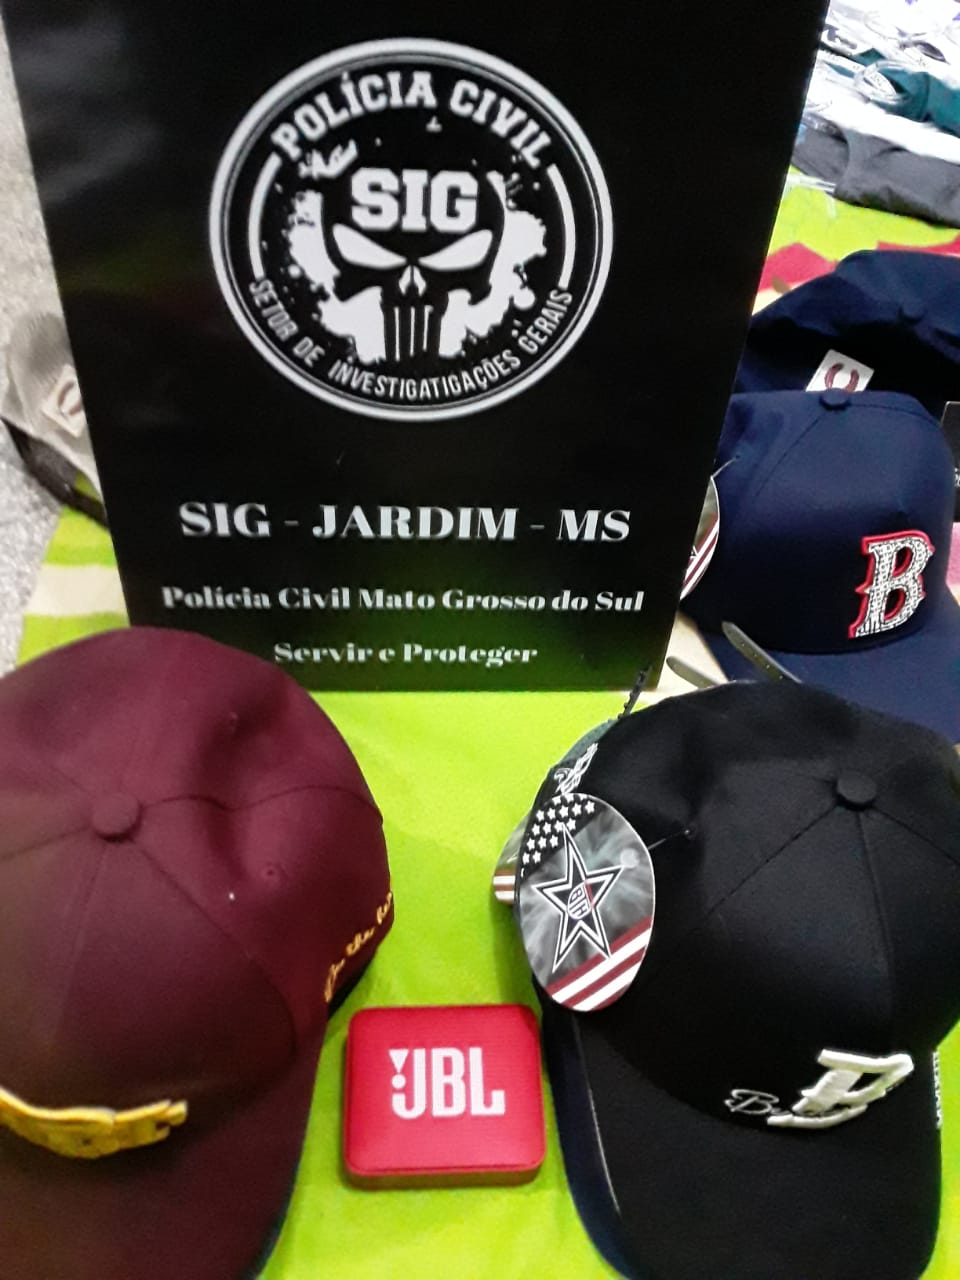 POLÍCIA CIVIL
SIG
SETOR DE INVESTIGATIGAÇÕES GERAIS
SIG - JARDIM - MS
Polícia Civil Mato Grosso do Sul
Servir e Proteger
B
JBL